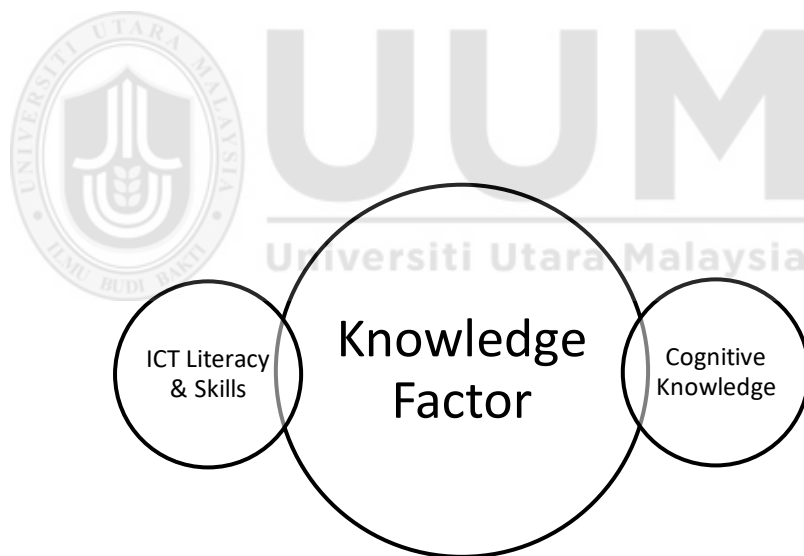 UNIVERSITI UTARA MALAYSIA
ILMU BUDI BAKTI
UUM
Universiti Utara Malaysia
Knowledge
Factor
ICT Literacy
& Skills
Cognitive
Knowledge